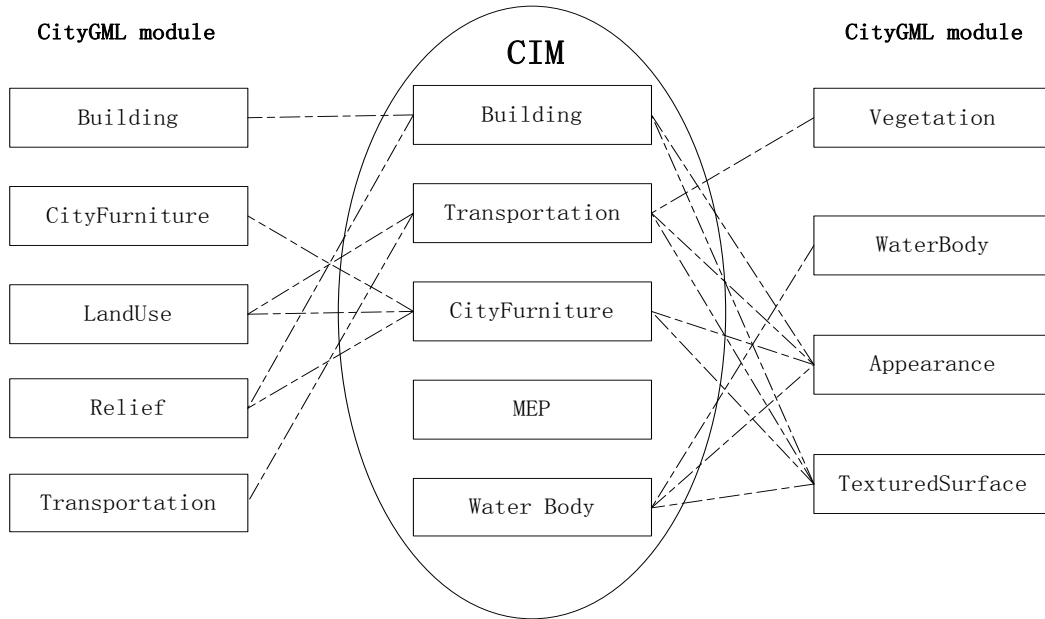 CityGML module
CIM
CityGML module
Building
Building
Vegetation
CityFurniture
Transportation
WaterBody
LandUse
CityFurniture
Appearance
Relief
MEP
TexturedSurface
Transportation
Water Body